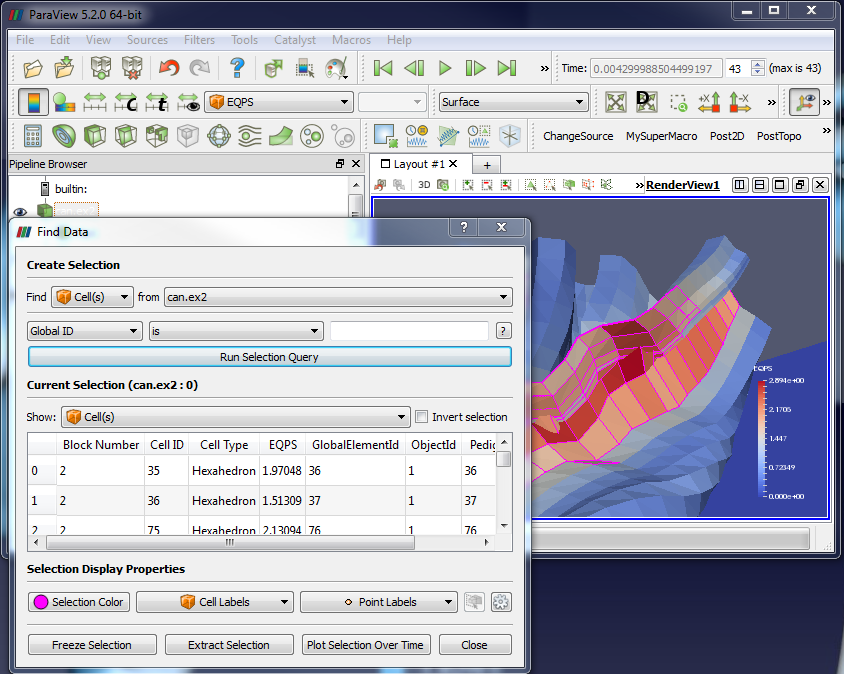 ParaView 5.2.0 64-bit
File Edit View Sources Filters Tools Catalyst Macros Help
Time: 0.004299988504499197 43 (max is 43)
EQPS Surface
ChangeSource MySuperMacro Post2D PostTopo
Pipeline Browser
Layout #1
builtin:
3D RenderView1
Find Data
Create Selection
Find Cell(s) from can.ex2
Global ID is ?
Run Selection Query
Current Selection (can.ex2 : 0)
Show: Cell(s) Invert selection
Block Number Cell ID Cell Type EQPS GlobalElementId ObjectId Pedig
0 2 35 Hexahedron 1.97048 36 1 36
1 2 36 Hexahedron 1.51309 37 1 37
2 2 75 Hexahedron 2.13094 76 1 76
Selection Display Properties
Selection Color Cell Labels Point Labels
Freeze Selection Extract Selection Plot Selection Over Time Close
EQPS
2.894e+00
2.1705
1.447
0.72349
0.000e+00